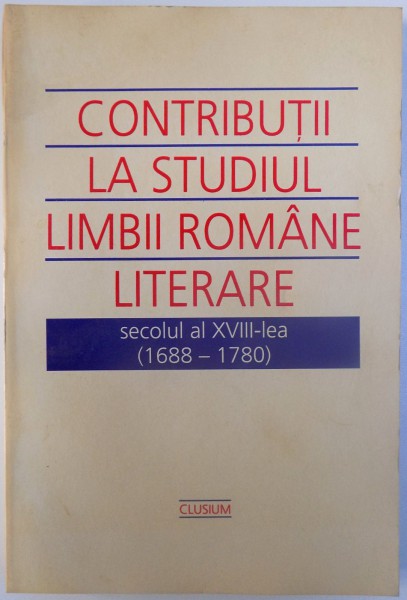 CONTRIBUȚII
LA STUDIUL
LIMBII ROMÂNE
LITERARE
secolul al XVIII-lea
(1688 – 1780)
CLUSIUM